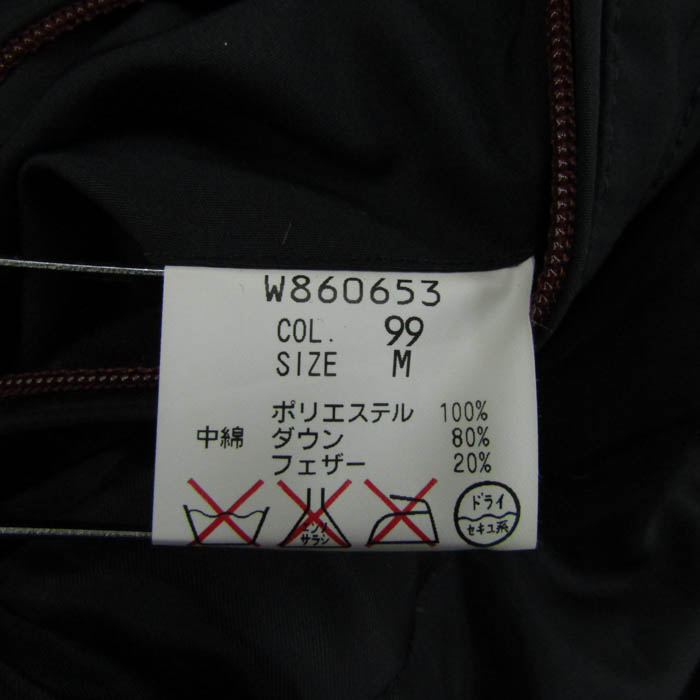 W860653
COL. 99
SIZE M
ポリエステル 100%
中綿 ダウン 80%
フェザー 20%
エンソ
サラシ
ドライ
セキユ系